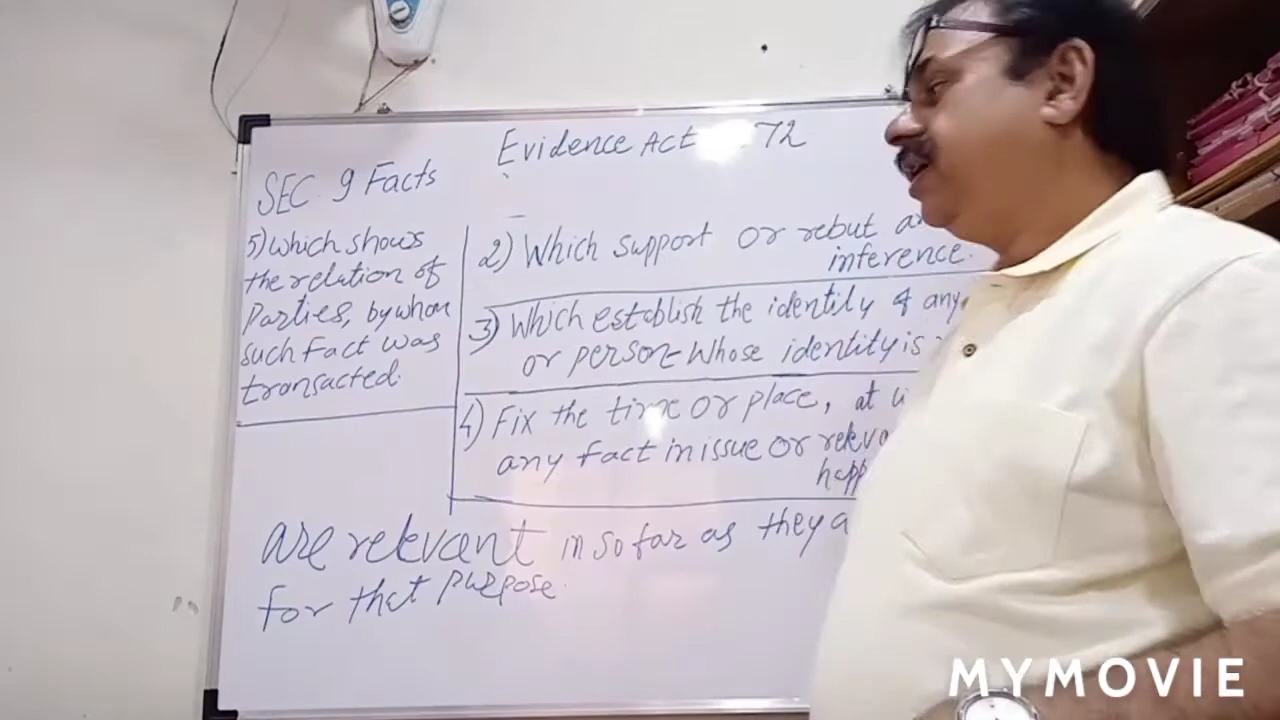 Evidence Act 72
SEC 9 Facts
5) which shows
the relation of
Parties, by whom
such Fact was
transacted.
2) Which support or rebut
inference.
3) Which establish the identity of any
or person whose identity is
4) Fix the time or place, at
any fact in issue or
are relevant in so far as they
for that purpose.
MYMOVIE